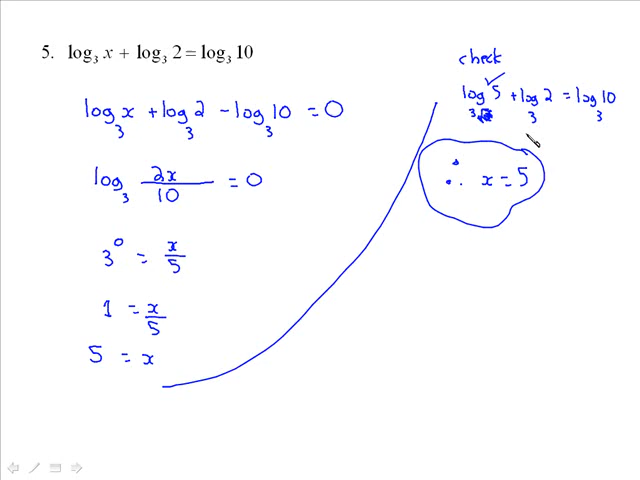 5. log₃ x + log₃ 2 = log₃ 10
log₃ x + log₃ 2 − log₃ 10 = 0
log₃ 2x/10 = 0
3⁰ = x/5
1 = x/5
5 = x
check
log₃ 5 + log₃ 2 = log₃ 10
∴ x = 5